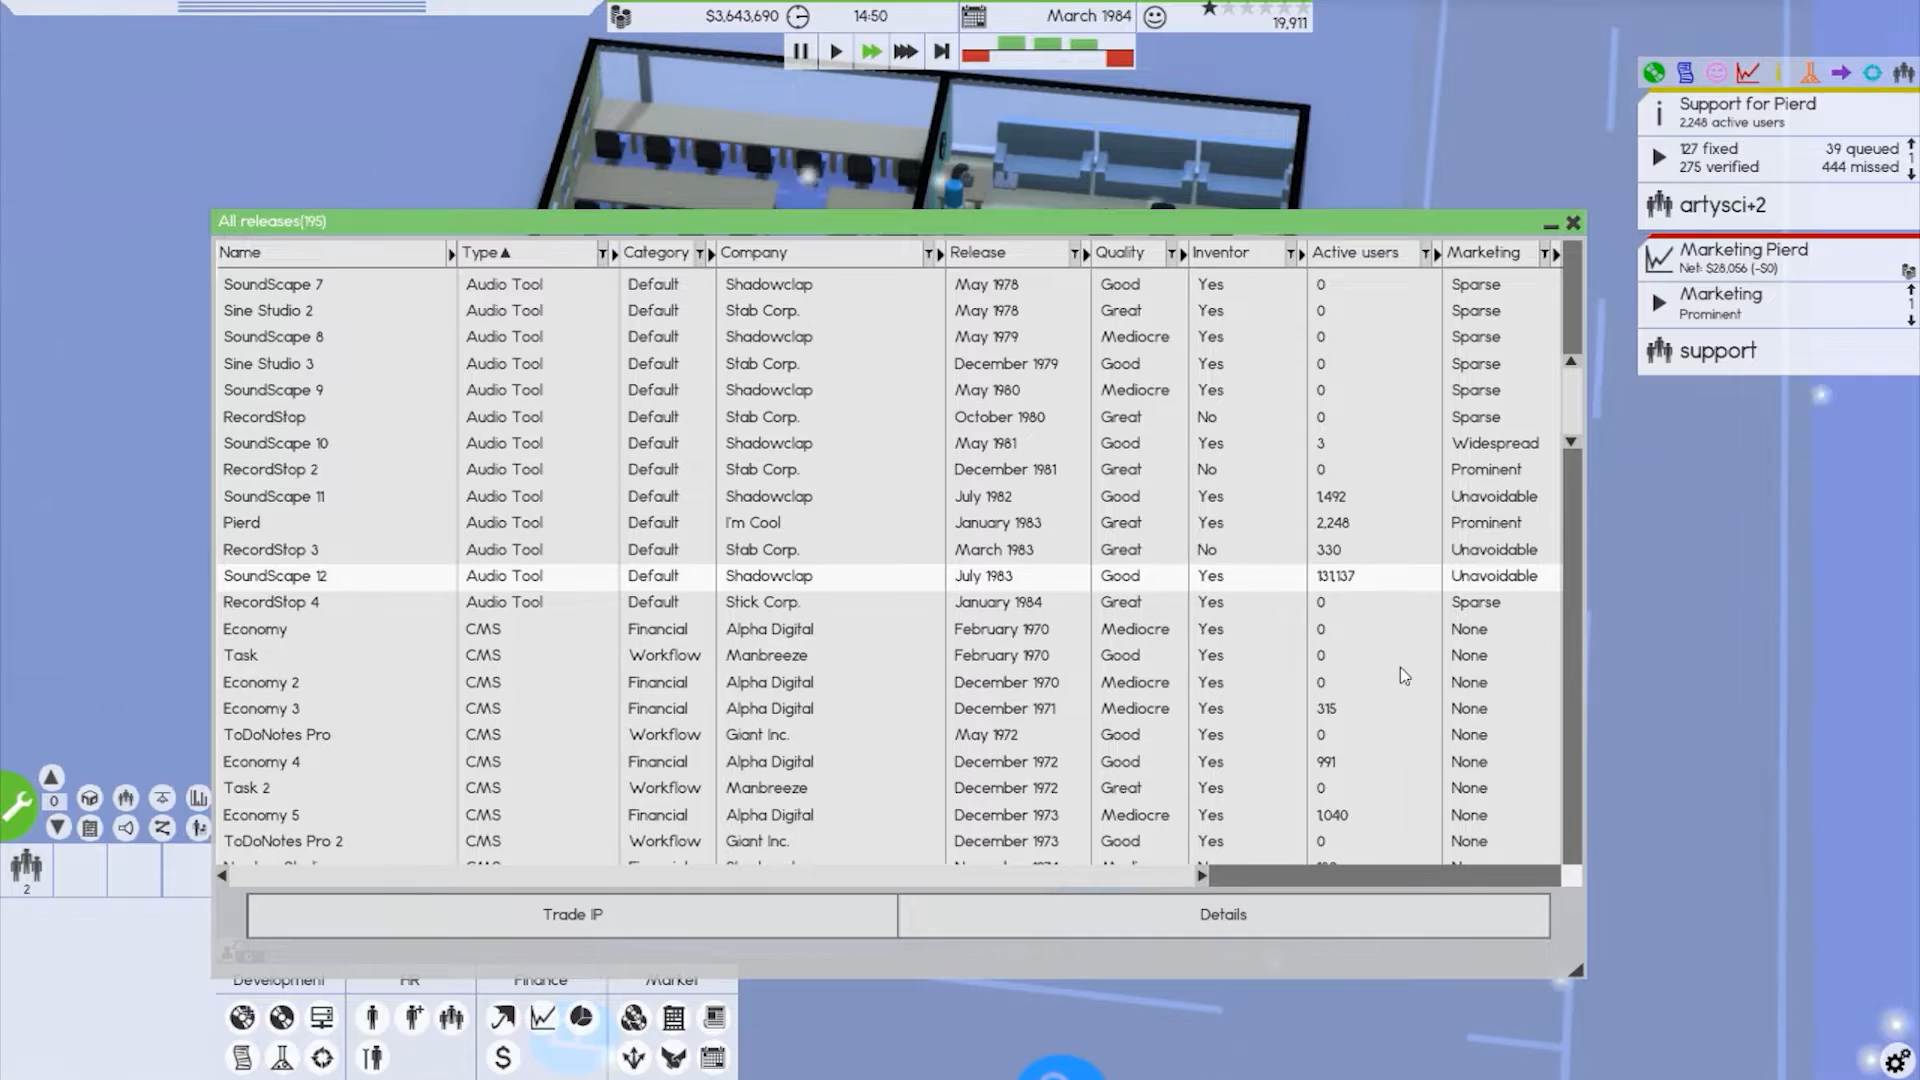 $3,643,690 14:50 March 1984 19,911
Support for Pierd
2,248 active users
127 fixed 39 queued
275 verified 444 missed
1
artysci+2
Marketing Pierd
Net: $28,056 (-$0)
Marketing
Prominent
1
support
All releases(195)
Name Type Category Company Release Quality Inventor Active users Marketing
SoundScape 7 Audio Tool Default Shadowclap May 1978 Good Yes 0 Sparse
Sine Studio 2 Audio Tool Default Stab Corp. May 1978 Great Yes 0 Sparse
SoundScape 8 Audio Tool Default Shadowclap May 1979 Mediocre Yes 0 Sparse
Sine Studio 3 Audio Tool Default Stab Corp. December 1979 Good Yes 0 Sparse
SoundScape 9 Audio Tool Default Shadowclap May 1980 Mediocre Yes 0 Sparse
RecordStop Audio Tool Default Stab Corp. October 1980 Great No 0 Sparse
SoundScape 10 Audio Tool Default Shadowclap May 1981 Good Yes 3 Widespread
RecordStop 2 Audio Tool Default Stab Corp. December 1981 Great No 0 Prominent
SoundScape 11 Audio Tool Default Shadowclap July 1982 Good Yes 1,492 Unavoidable
Pierd Audio Tool Default I'm Cool January 1983 Great Yes 2,248 Prominent
RecordStop 3 Audio Tool Default Stab Corp. March 1983 Great No 330 Unavoidable
SoundScape 12 Audio Tool Default Shadowclap July 1983 Good Yes 131,137 Unavoidable
RecordStop 4 Audio Tool Default Stick Corp. January 1984 Great Yes 0 Sparse
Economy CMS Financial Alpha Digital February 1970 Mediocre Yes 0 None
Task CMS Workflow Manbreeze February 1970 Good Yes 0 None
Economy 2 CMS Financial Alpha Digital December 1970 Mediocre Yes 0 None
Economy 3 CMS Financial Alpha Digital December 1971 Mediocre Yes 315 None
ToDoNotes Pro CMS Workflow Giant Inc. May 1972 Good Yes 0 None
Economy 4 CMS Financial Alpha Digital December 1972 Good Yes 991 None
Task 2 CMS Workflow Manbreeze December 1972 Great Yes 0 None
Economy 5 CMS Financial Alpha Digital December 1973 Mediocre Yes 1,040 None
ToDoNotes Pro 2 CMS Workflow Giant Inc. December 1973 Good Yes 0 None
Trade IP Details
0
2
Development HR Finance Market